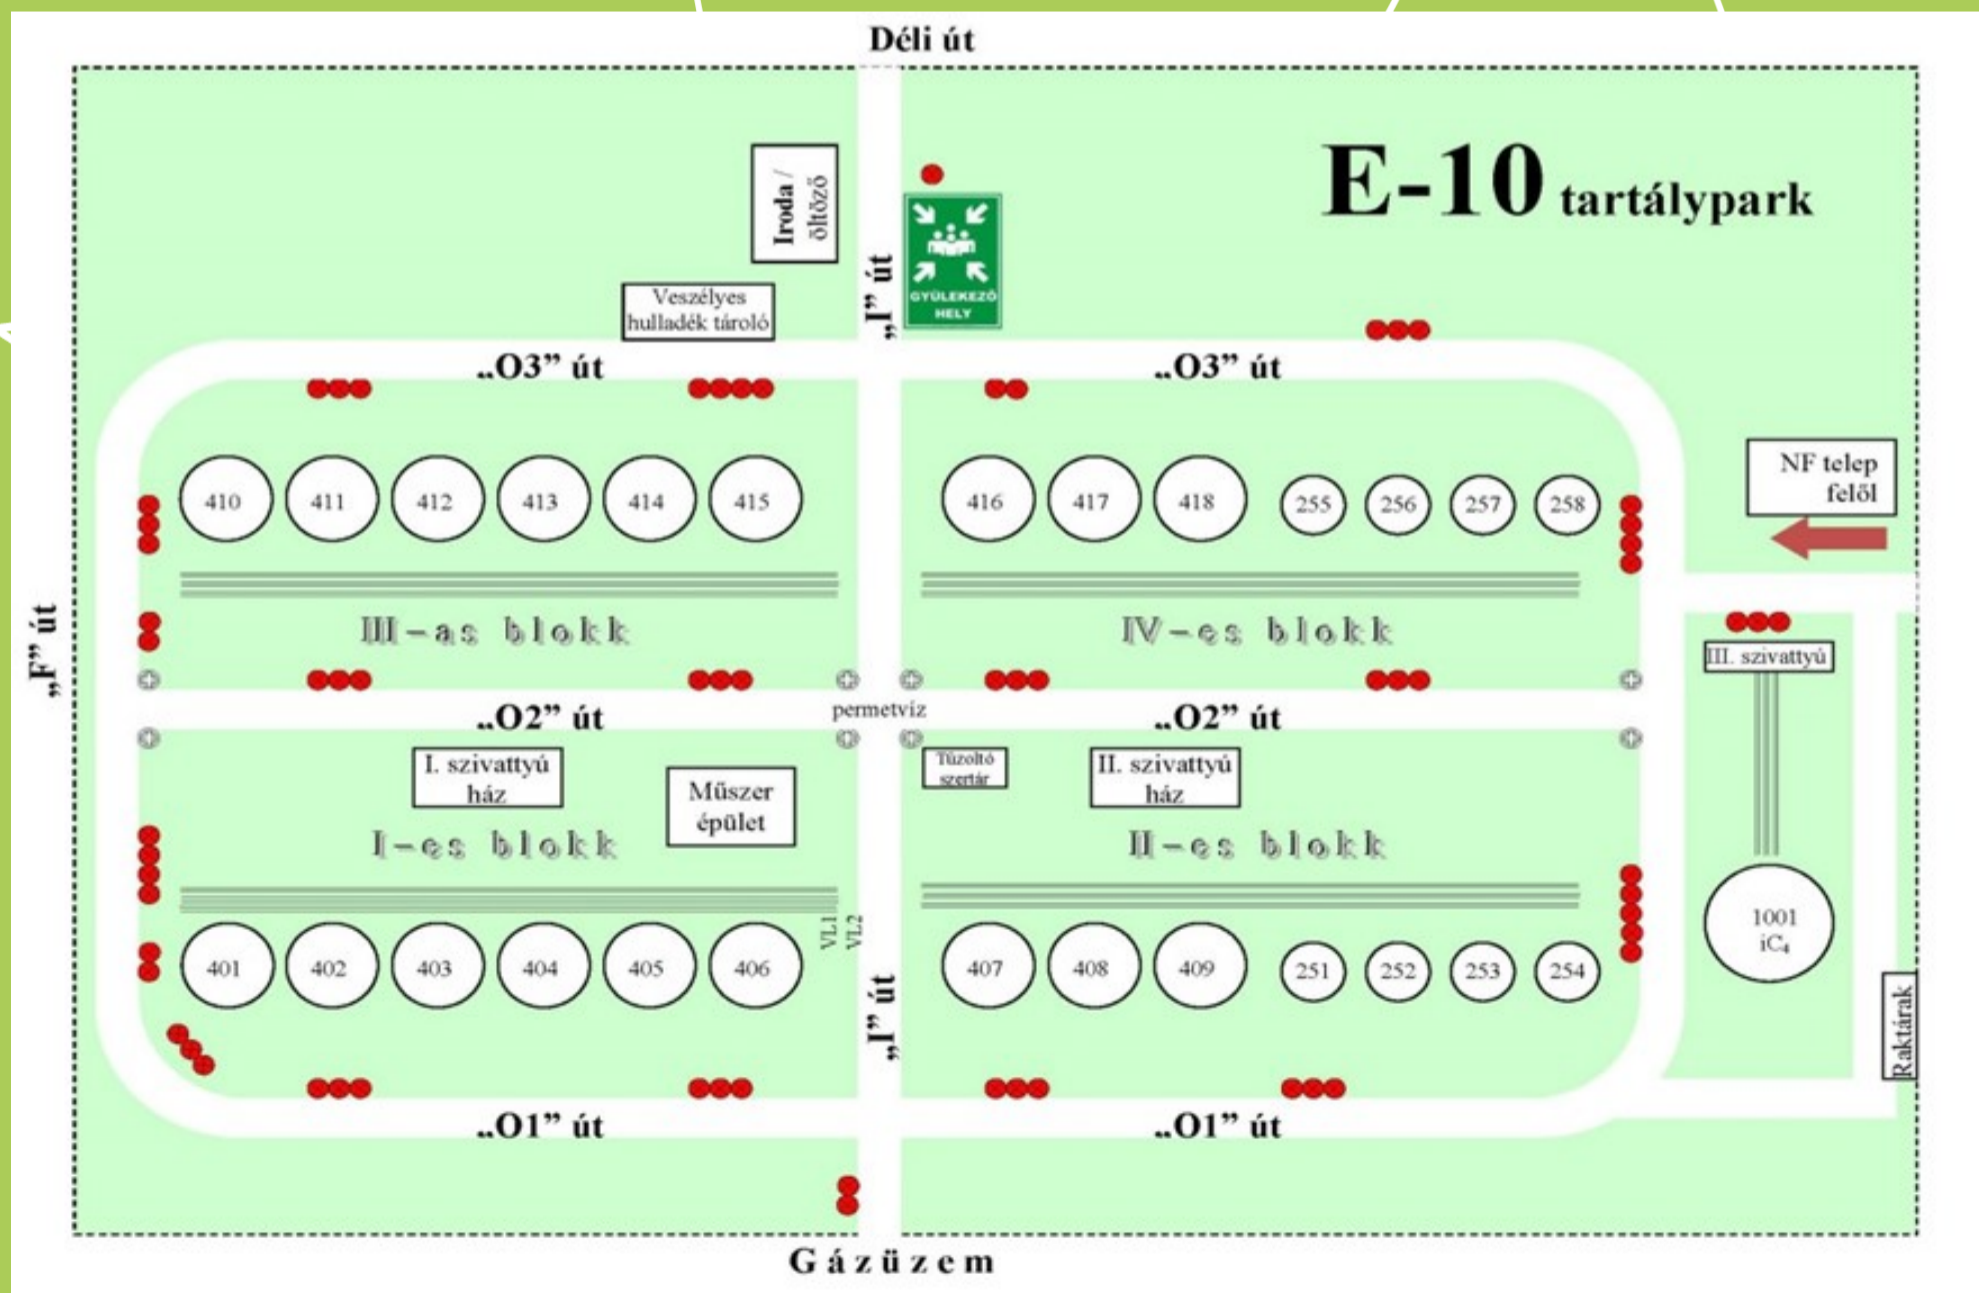 Déli út
E-10 tartálypark
Iroda /
öltöző
GYÜLEKEZŐ
HELY
Veszélyes
hulladék tároló
„I” út
„O3” út
„O3” út
NF telep
felől
410 411 412 413 414 415
416 417 418 255 256 257 258
„F” út
III-as blokk
IV-es blokk
III. szivattyú
„O2” út
permetvíz
„O2” út
I. szivattyú
ház
Műszer
épület
Tűzoltó
szertár
II. szivattyú
ház
I-es blokk
II-es blokk
VL1
VL2
401 402 403 404 405 406
407 408 409 251 252 253 254
1001
iC₄
„I” út
Raktárak
„O1” út
„O1” út
Gázüzem